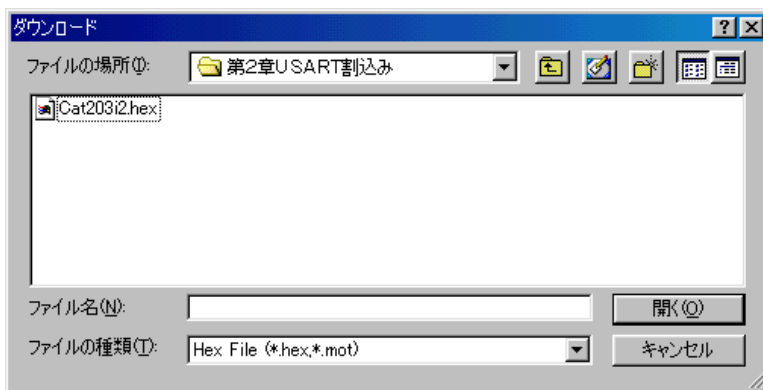 ダウンロード
ファイルの場所(I): 第2章USART割込み
Cat203i2.hex
ファイル名(N): 開く(O)
ファイルの種類(T): Hex File (*.hex,*.mot) キャンセル